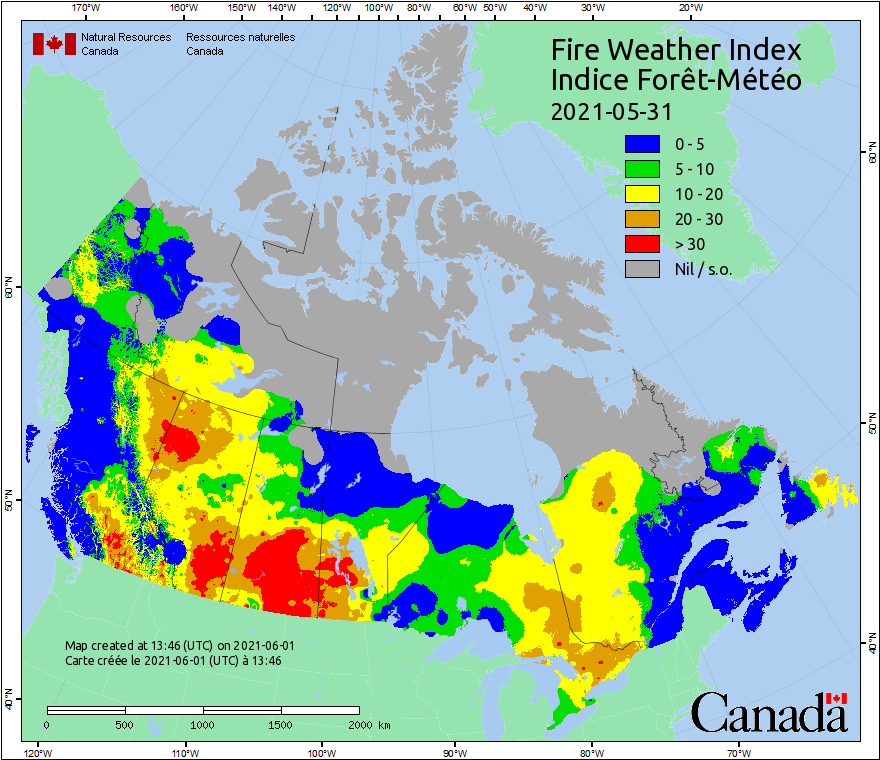 170°W 160°W 150°W 140°W 120°W 100°W 80°W 60°W 50°W 40°W 30°W 20°W
Natural Resources Ressources naturelles
Canada Canada
Fire Weather Index
Indice Forêt-Météo
2021-05-31
0 - 5
5 - 10
10 - 20
20 - 30
> 30
Nil / s.o.
60°N
60°N
50°N
50°N
40°N
40°N
Map created at 13:46 (UTC) on 2021-06-01
Carte créée le 2021-06-01 (UTC) à 13:46
0 500 1000 1500 2000 km
Canada
120°W 110°W 100°W 90°W 80°W 70°W